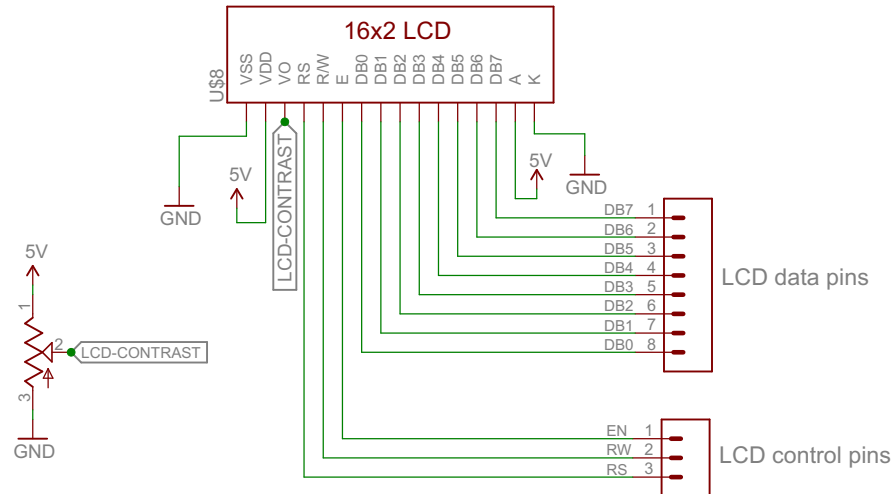 16x2 LCD
U$8
VSS
VDD
VO
RS
R/W
E
DB0
DB1
DB2
DB3
DB4
DB5
DB6
DB7
A
K
GND
5V
LCD-CONTRAST
5V
GND
DB7 1
DB6 2
DB5 3
DB4 4
DB3 5
DB2 6
DB1 7
DB0 8
LCD data pins
5V
1
2
LCD-CONTRAST
3
GND
EN 1
RW 2
RS 3
LCD control pins